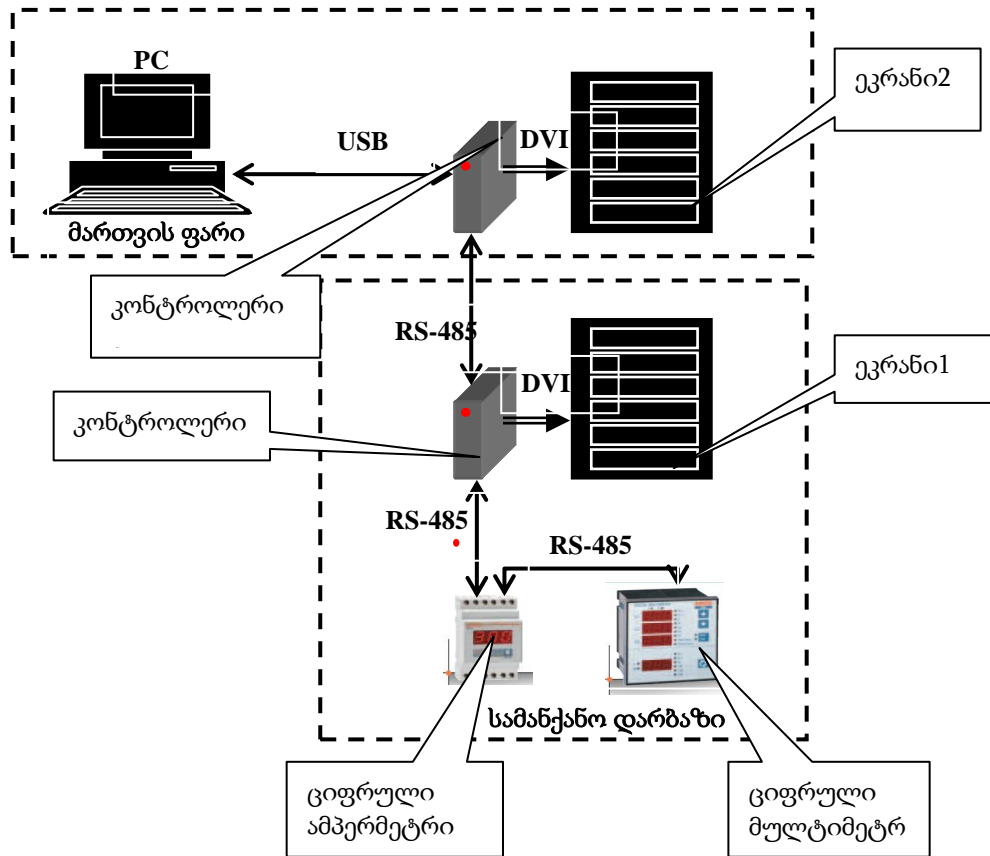 PC
ეკრანი2
USB
DVI
მართვის ფარი
კონტროლერი
RS-485
DVI
ეკრანი1
კონტროლერი
RS-485
RS-485
სამანქანო დარბაზი
ციფრული
ამპერმეტრი
ციფრული
მულტიმეტრ